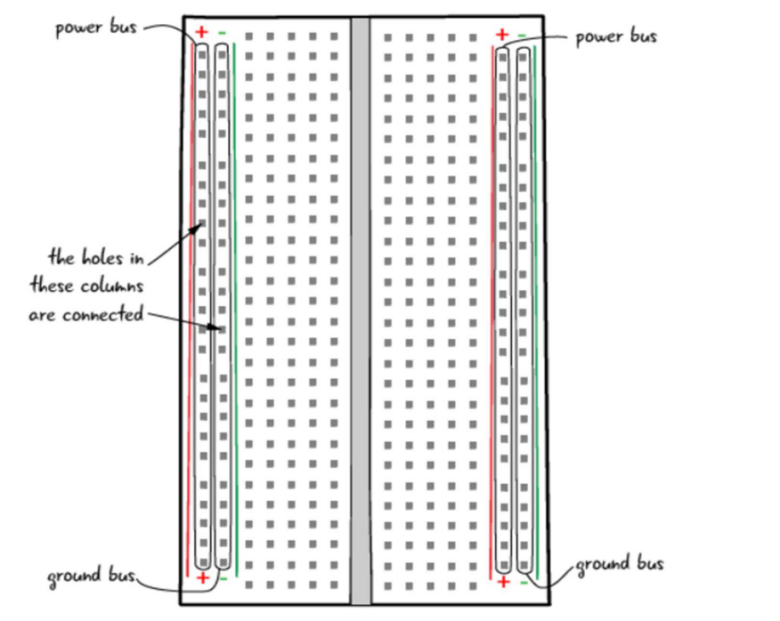 power bus
+ -
+ -
power bus
the holes in
these columns
are connected
ground bus
+ -
+ -
ground bus